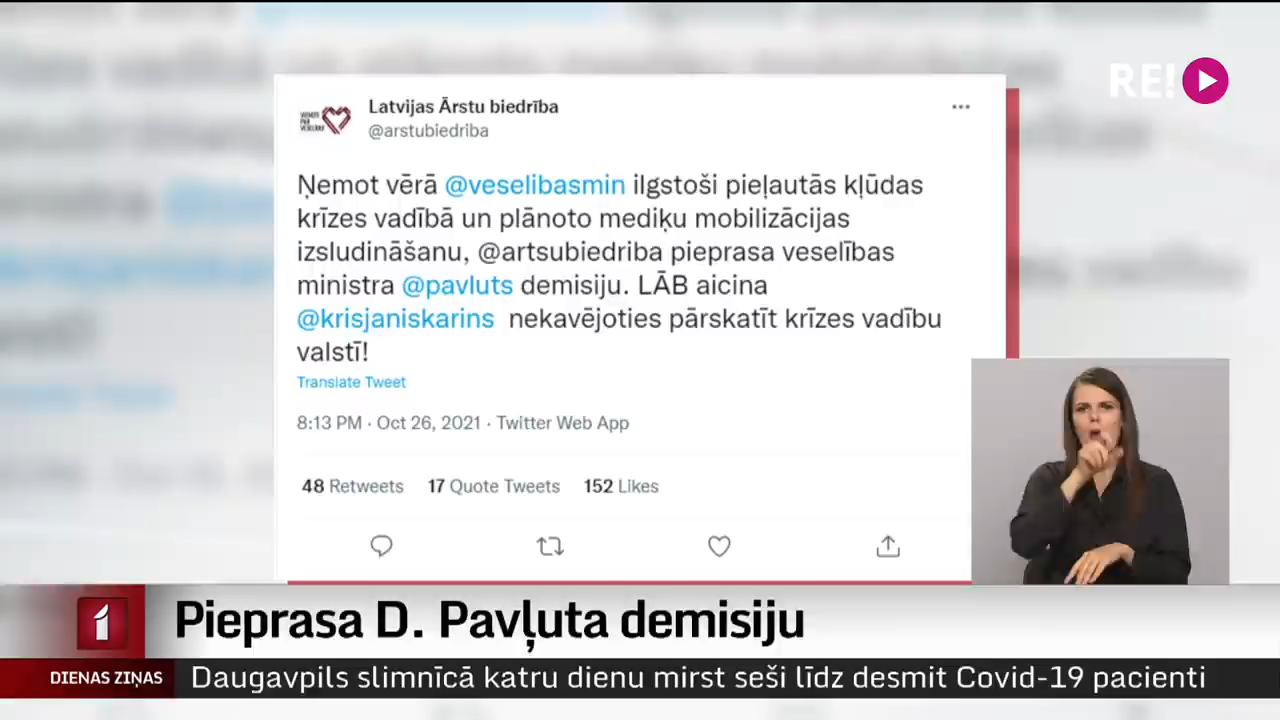 RE!
Latvijas Ārstu biedrība
@arstubiedriba
Ņemot vērā @veselibasmin ilgstoši pieļautās kļūdas
krīzes vadībā un plānoto mediķu mobilizācijas
izsludināšanu, @artsubiedriba pieprasa veselības
ministra @pavluts demisiju. LĀB aicina
@krisjaniskarins nekavējoties pārskatīt krīzes vadību
valstī!
Translate Tweet
8:13 PM · Oct 26, 2021 · Twitter Web App
48 Retweets 17 Quote Tweets 152 Likes
1
Pieprasa D. Pavļuta demisiju
DIENAS ZIŅAS
Daugavpils slimnīcā katru dienu mirst seši līdz desmit Covid-19 pacienti